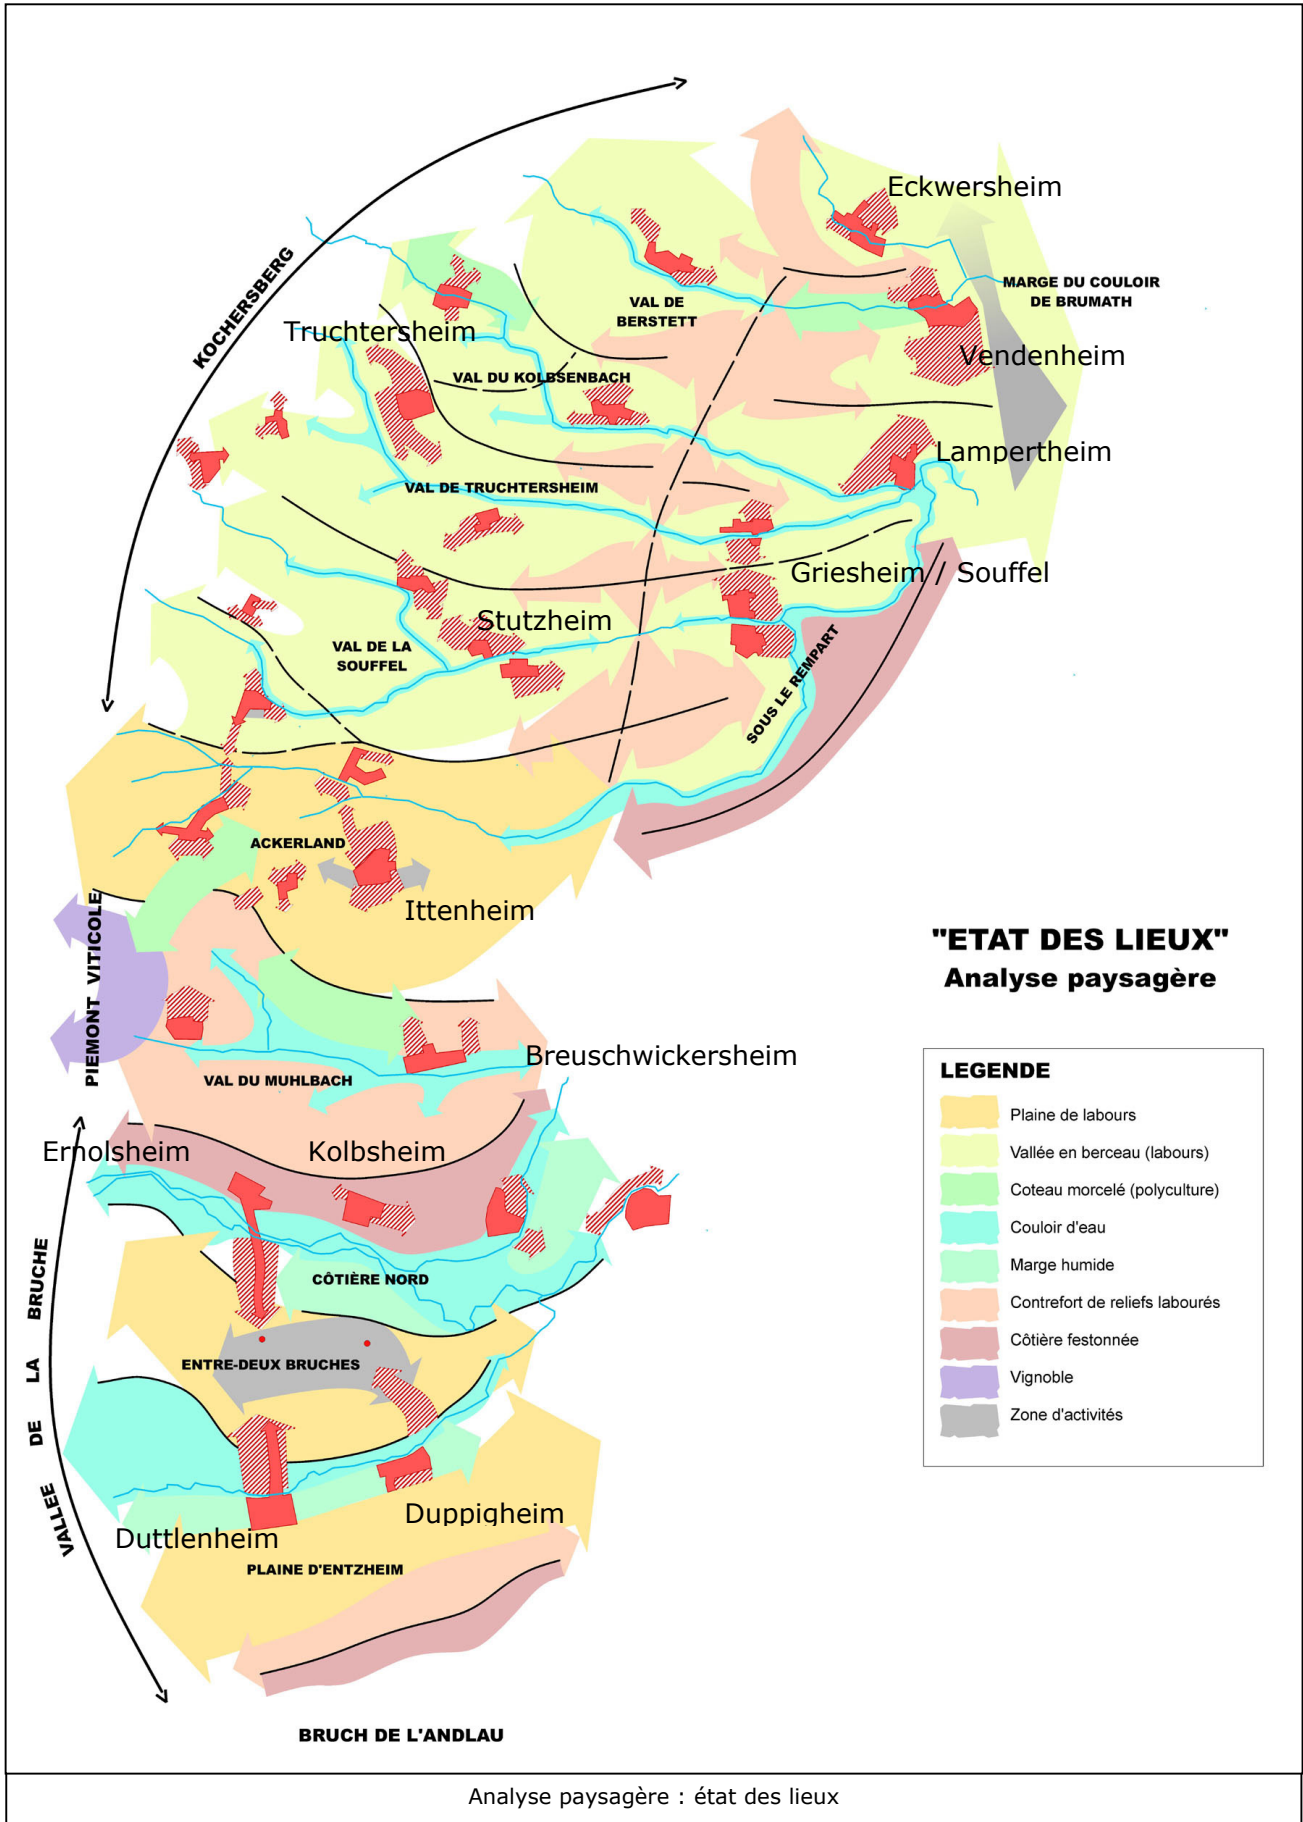 Eckwersheim
MARGE DU COULOIR
DE BRUMATH
KOCHERSBERG
VAL DE
BERSTETT
Truchtersheim
Vendenheim
VAL DU KOLBSENBACH
Lampertheim
VAL DE TRUCHTERSHEIM
Griesheim / Souffel
Stutzheim
VAL DE LA
SOUFFEL
SOUS LE REMPART
ACKERLAND
Ittenheim
PIEMONT VITICOLE
"ETAT DES LIEUX"
Analyse paysagère
Breuschwickersheim
VAL DU MUHLBACH
LEGENDE
Plaine de labours
Vallée en berceau (labours)
Coteau morcelé (polyculture)
Couloir d'eau
Marge humide
Contrefort de reliefs labourés
Côtière festonnée
Vignoble
Zone d'activités
Ernolsheim
Kolbsheim
CÔTIÈRE NORD
VALLEE DE LA BRUCHE
ENTRE-DEUX BRUCHES
Duppigheim
Duttlenheim
PLAINE D'ENTZHEIM
BRUCH DE L'ANDLAU
Analyse paysagère : état des lieux